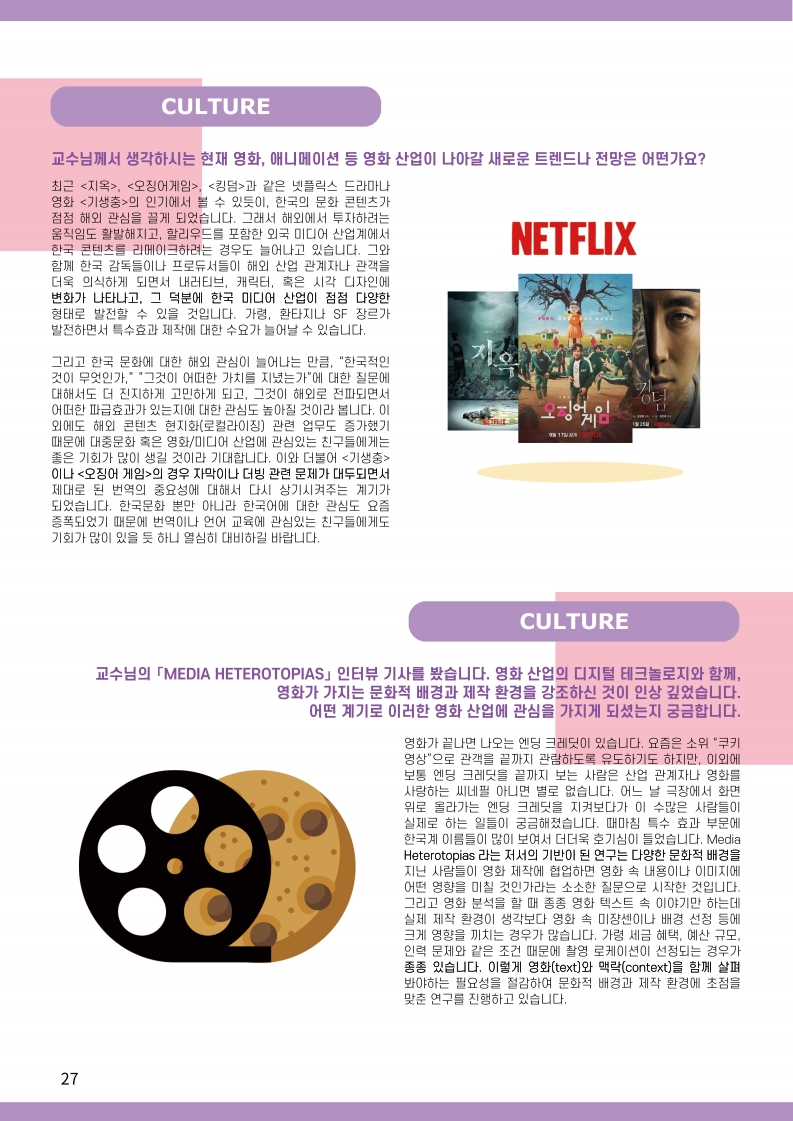 CULTURE
교수님께서 생각하시는 현재 영화, 애니메이션 등 영화 산업이 나아갈 새로운 트렌드나 전망은 어떤가요?
최근 <지옥>, <오징어게임>, <킹덤>과 같은 넷플릭스 드라마나
영화 <기생충>의 인기에서 볼 수 있듯이, 한국의 문화 콘텐츠가
점점 해외 관심을 끌게 되었습니다. 그래서 해외에서 투자하려는
움직임도 활발해지고, 할리우드를 포함한 외국 미디어 산업계에서
한국 콘텐츠를 리메이크하려는 경우도 늘어나고 있습니다. 그와
함께 한국 감독들이나 프로듀서들이 해외 산업 관계자나 관객을
더욱 의식하게 되면서 내러티브, 캐릭터, 혹은 시각 디자인에
변화가 나타나고, 그 덕분에 한국 미디어 산업이 점점 다양한
형태로 발전할 수 있을 것입니다. 가령, 환타지나 SF 장르가
발전하면서 특수효과 제작에 대한 수요가 늘어날 수 있습니다.
그리고 한국 문화에 대한 해외 관심이 늘어나는 만큼, “한국적인
것이 무엇인가,” ”그것이 어떠한 가치를 지녔는가”에 대한 질문에
대해서도 더 진지하게 고민하게 되고, 그것이 해외로 전파되면서
어떠한 파급효과가 있는지에 대한 관심도 높아질 것이라 봅니다. 이
외에도 해외 콘텐츠 현지화(로컬라이징) 관련 업무도 증가했기
때문에 대중문화 혹은 영화/미디어 산업에 관심있는 친구들에게는
좋은 기회가 많이 생길 것이라 기대합니다. 이와 더불어 <기생충>
이나 <오징어 게임>의 경우 자막이나 더빙 관련 문제가 대두되면서
제대로 된 번역의 중요성에 대해서 다시 상기시켜주는 계기가
되었습니다. 한국문화 뿐만 아니라 한국어에 대한 관심도 요즘
증폭되었기 때문에 번역이나 언어 교육에 관심있는 친구들에게도
기회가 많이 있을 듯 하니 열심히 대비하길 바랍니다.
NETFLIX
지옥
NETFLIX
오징어게임
9월 17일 공개
NETFLIX
킹덤
CULTURE
교수님의 「MEDIA HETEROTOPIAS」 인터뷰 기사를 봤습니다. 영화 산업의 디지털 테크놀로지와 함께,
영화가 가지는 문화적 배경과 제작 환경을 강조하신 것이 인상 깊었습니다.
어떤 계기로 이러한 영화 산업에 관심을 가지게 되셨는지 궁금합니다.
영화가 끝나면 나오는 엔딩 크레딧이 있습니다. 요즘은 소위 “쿠키
영상”으로 관객을 끝까지 관람하도록 유도하기도 하지만, 이외에
보통 엔딩 크레딧을 끝까지 보는 사람은 산업 관계자나 영화를
사랑하는 씨네필 아니면 별로 없습니다. 어느 날 극장에서 화면
위로 올라가는 엔딩 크레딧을 지켜보다가 이 수많은 사람들이
실제로 하는 일들이 궁금해졌습니다. 때마침 특수 효과 부문에
한국계 이름들이 많이 보여서 더더욱 호기심이 들었습니다. Media
Heterotopias 라는 저서의 기반이 된 연구는 다양한 문화적 배경을
지닌 사람들이 영화 제작에 협업하면 영화 속 내용이나 이미지에
어떤 영향을 미칠 것인가라는 소소한 질문으로 시작한 것입니다.
그리고 영화 분석을 할 때 종종 영화 텍스트 속 이야기만 하는데
실제 제작 환경이 생각보다 영화 속 미쟝센이나 배경 선정 등에
크게 영향을 끼치는 경우가 많습니다. 가령 세금 혜택, 예산 규모,
인력 문제와 같은 조건 때문에 촬영 로케이션이 선정되는 경우가
종종 있습니다. 이렇게 영화(text)와 맥락(context)을 함께 살펴
봐야하는 필요성을 절감하여 문화적 배경과 제작 환경에 초점을
맞춘 연구를 진행하고 있습니다.
27